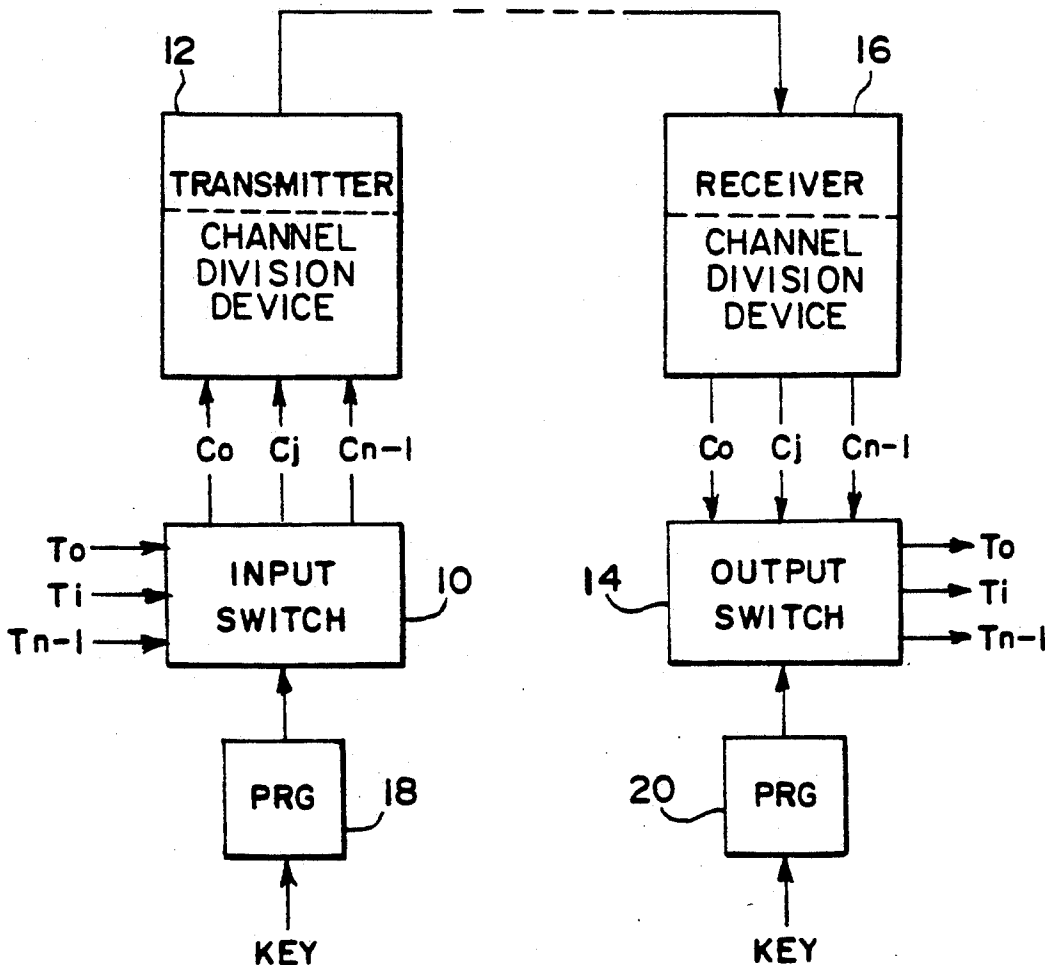 12
16
TRANSMITTER
CHANNEL
DIVISION
DEVICE
RECEIVER
CHANNEL
DIVISION
DEVICE
Co Cj Cn-1
Co Cj Cn-1
To
Ti
Tn-1
INPUT
SWITCH
10
14
OUTPUT
SWITCH
To
Ti
Tn-1
PRG
18
20
PRG
KEY
KEY